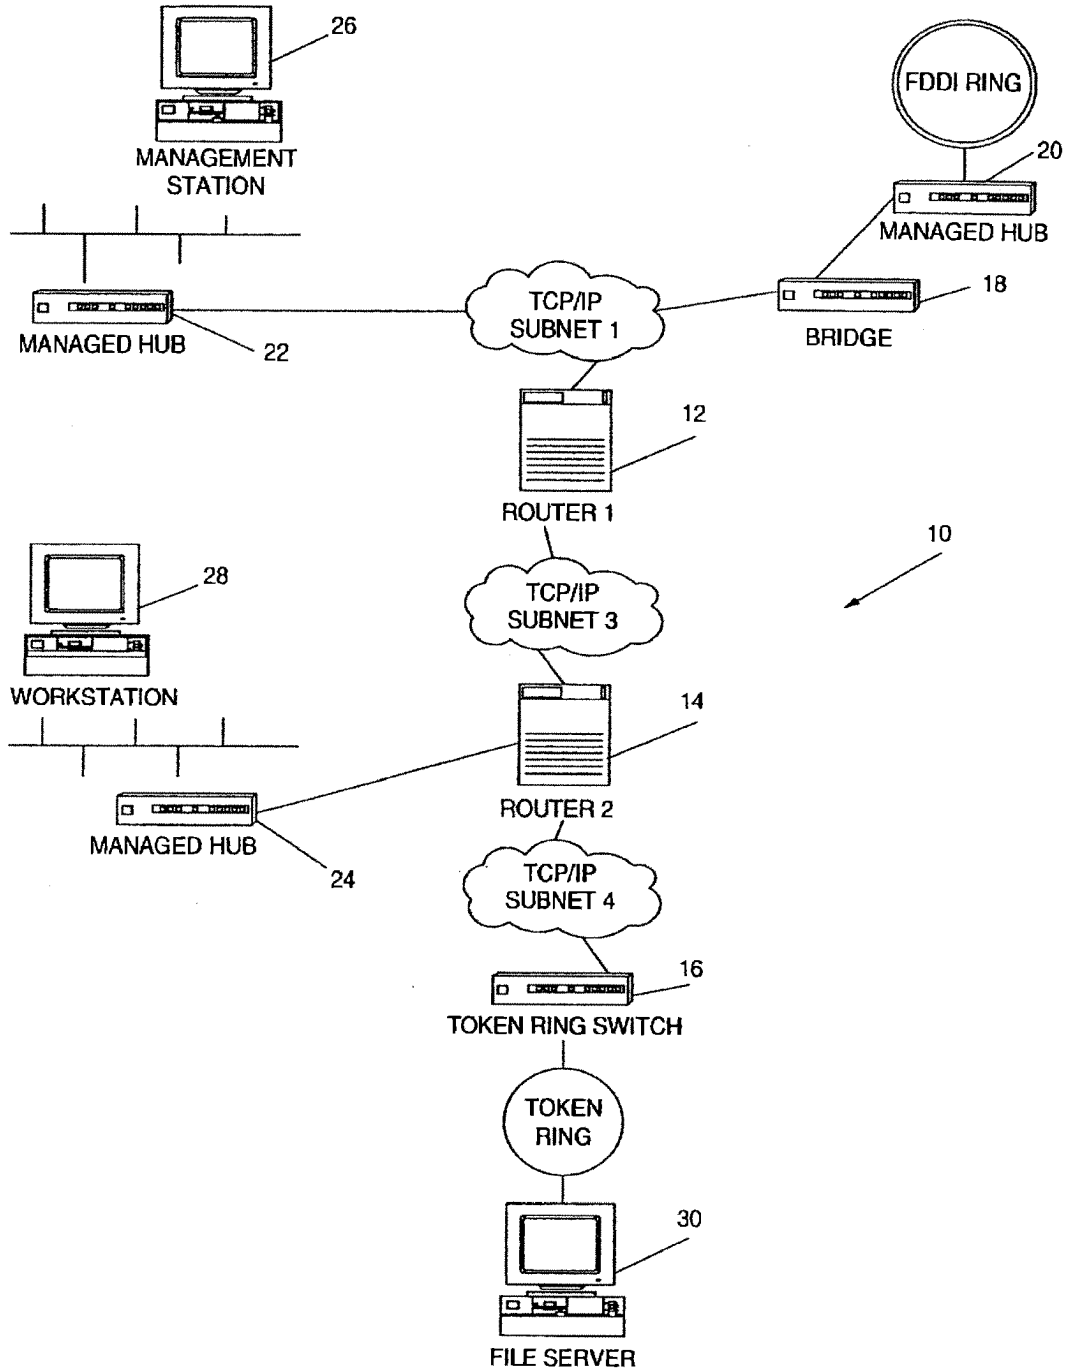 26
MANAGEMENT
STATION
FDDI RING
20
MANAGED HUB
18
BRIDGE
TCP/IP
SUBNET 1
MANAGED HUB
22
12
ROUTER 1
10
TCP/IP
SUBNET 3
28
WORKSTATION
14
ROUTER 2
MANAGED HUB
24
TCP/IP
SUBNET 4
16
TOKEN RING SWITCH
TOKEN
RING
30
FILE SERVER